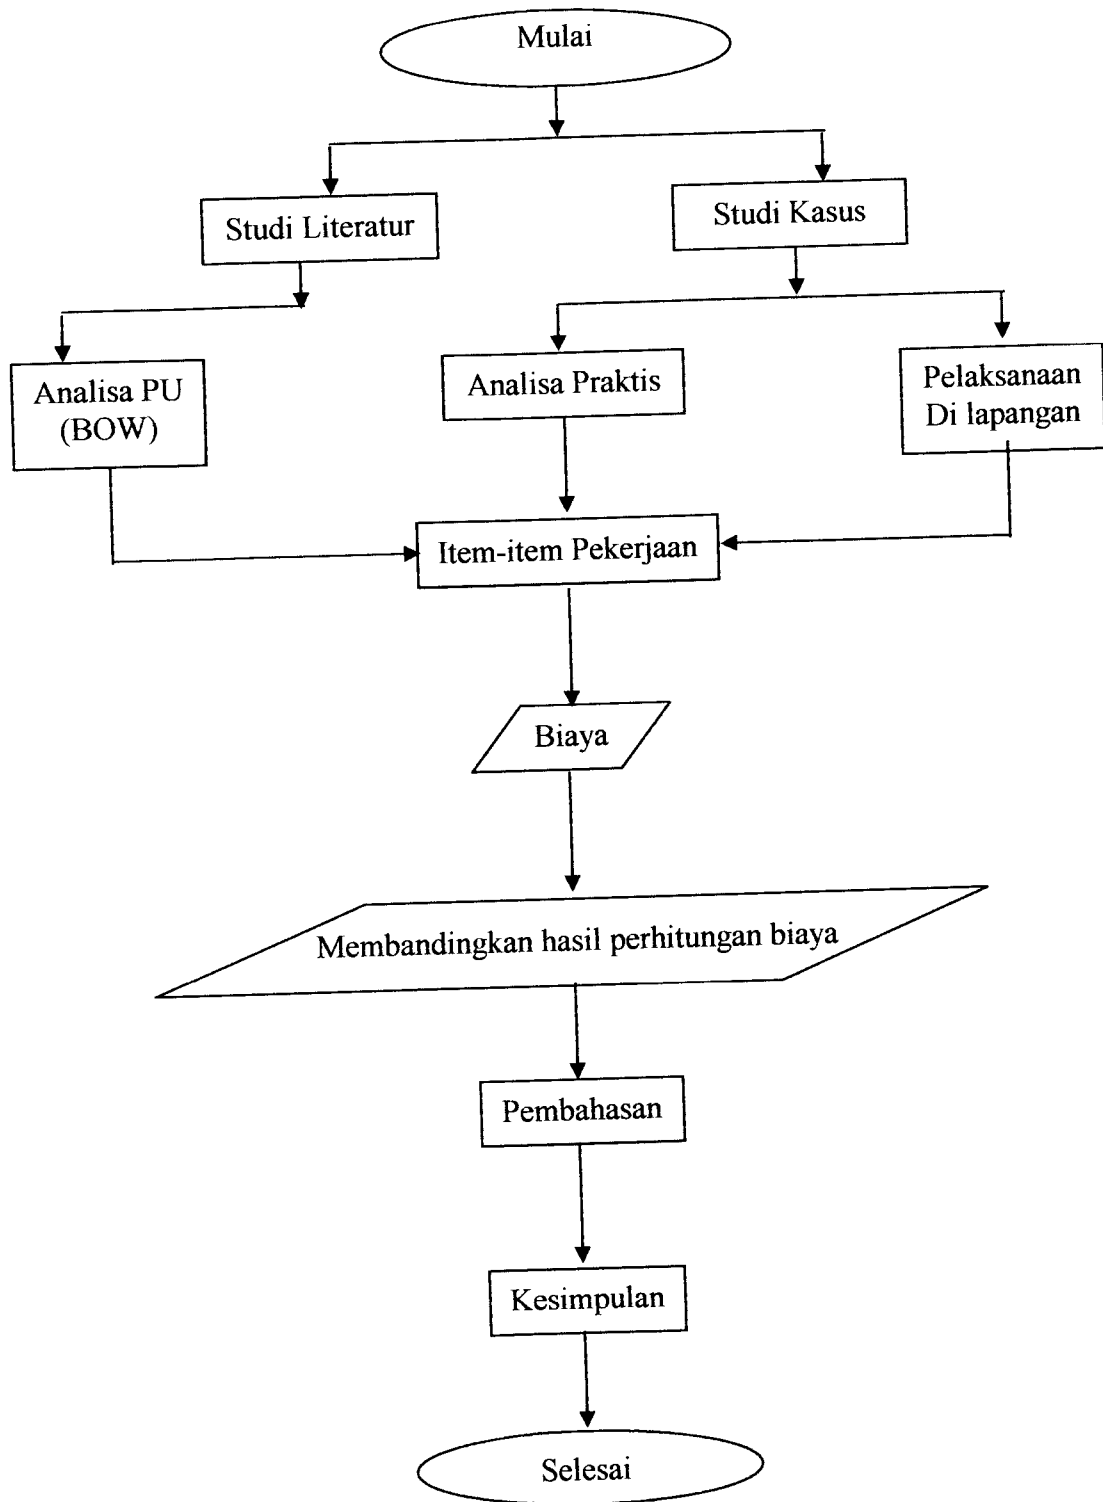 Mulai
Studi Literatur
Studi Kasus
Analisa PU
(BOW)
Analisa Praktis
Pelaksanaan
Di lapangan
Item-item Pekerjaan
Biaya
Membandingkan hasil perhitungan biaya
Pembahasan
Kesimpulan
Selesai